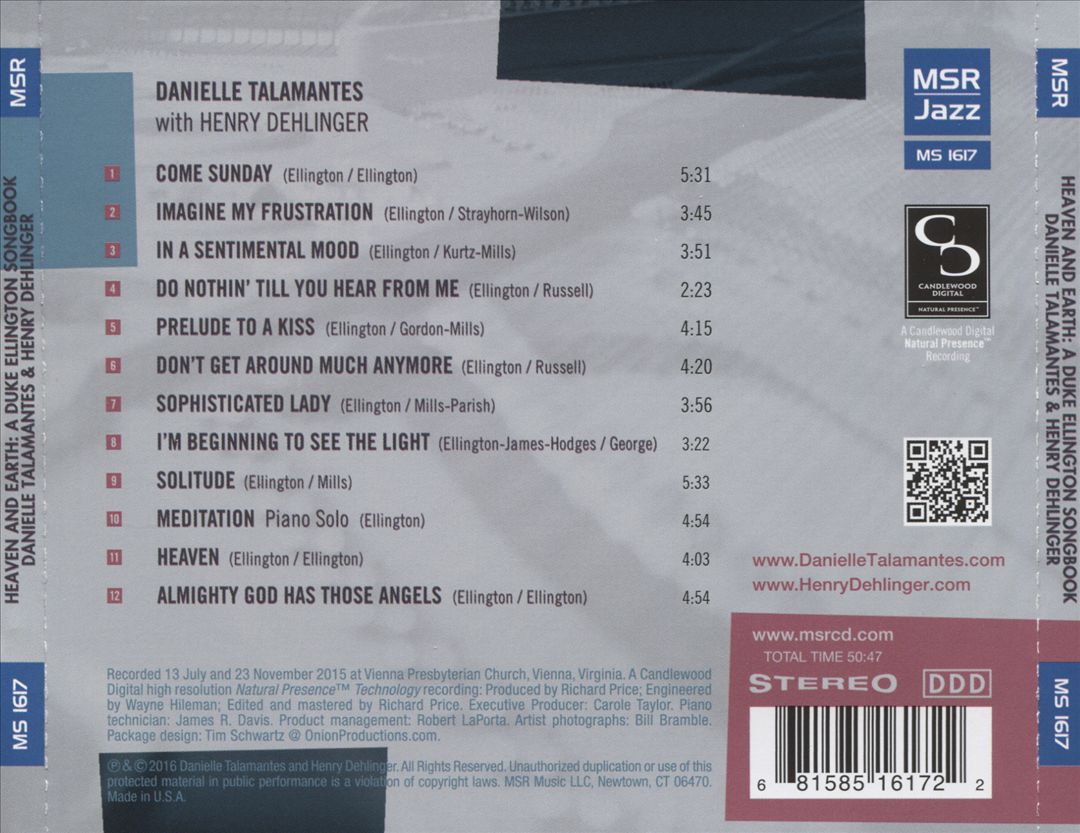 MSR
HEAVEN AND EARTH: A DUKE ELLINGTON SONGBOOK
DANIELLE TALAMANTES & HENRY DEHLINGER
MS 1617
DANIELLE TALAMANTES
with HENRY DEHLINGER
1 COME SUNDAY (Ellington / Ellington) 5:31
2 IMAGINE MY FRUSTRATION (Ellington / Strayhorn-Wilson) 3:45
3 IN A SENTIMENTAL MOOD (Ellington / Kurtz-Mills) 3:51
4 DO NOTHIN' TILL YOU HEAR FROM ME (Ellington / Russell) 2:23
5 PRELUDE TO A KISS (Ellington / Gordon-Mills) 4:15
6 DON'T GET AROUND MUCH ANYMORE (Ellington / Russell) 4:20
7 SOPHISTICATED LADY (Ellington / Mills-Parish) 3:56
8 I'M BEGINNING TO SEE THE LIGHT (Ellington-James-Hodges / George) 3:22
9 SOLITUDE (Ellington / Mills) 5:33
10 MEDITATION Piano Solo (Ellington) 4:54
11 HEAVEN (Ellington / Ellington) 4:03
12 ALMIGHTY GOD HAS THOSE ANGELS (Ellington / Ellington) 4:54
Recorded 13 July and 23 November 2015 at Vienna Presbyterian Church, Vienna, Virginia. A Candlewood
Digital high resolution Natural Presence™ Technology recording: Produced by Richard Price; Engineered
by Wayne Hileman; Edited and mastered by Richard Price. Executive Producer: Carole Taylor. Piano
technician: James R. Davis. Product management: Robert LaPorta. Artist photographs: Bill Bramble.
Package design: Tim Schwartz @ OnionProductions.com.
℗ & © 2016 Danielle Talamantes and Henry Dehlinger. All Rights Reserved. Unauthorized duplication or use of this
protected material in public performance is a violation of copyright laws. MSR Music LLC, Newtown, CT 06470.
Made in U.S.A.
MSR
Jazz
MS 1617
CD
CANDLEWOOD
DIGITAL
NATURAL PRESENCE™
A Candlewood Digital
Natural Presence™
Recording
www.DanielleTalamantes.com
www.HenryDehlinger.com
www.msrcd.com
TOTAL TIME 50:47
STEREO DDD
6 81585 16172 2
MSR
HEAVEN AND EARTH: A DUKE ELLINGTON SONGBOOK
DANIELLE TALAMANTES & HENRY DEHLINGER
MS 1617